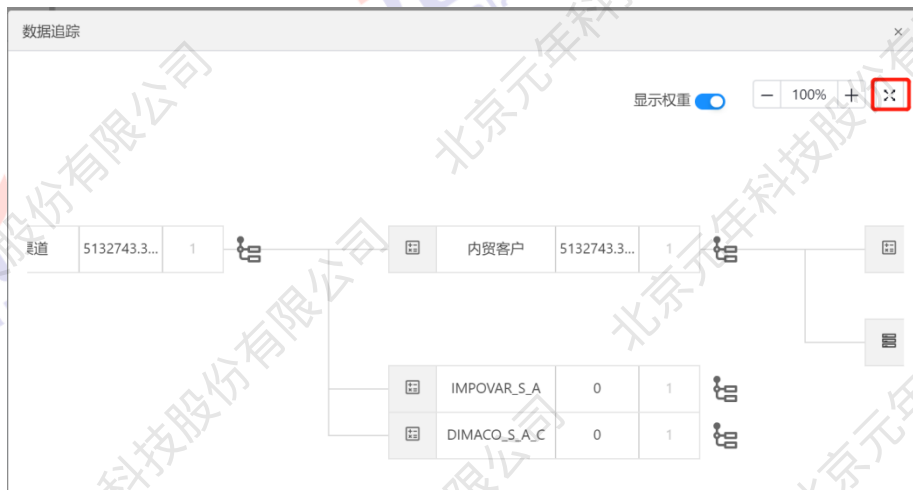 数据追踪
×
显示权重
− 100% +
渠道 5132743.3... 1
内贸客户 5132743.3... 1
IMPOVAR_S_A 0 1
DIMACO_S_A_C 0 1
北京元年科技股份有限公司